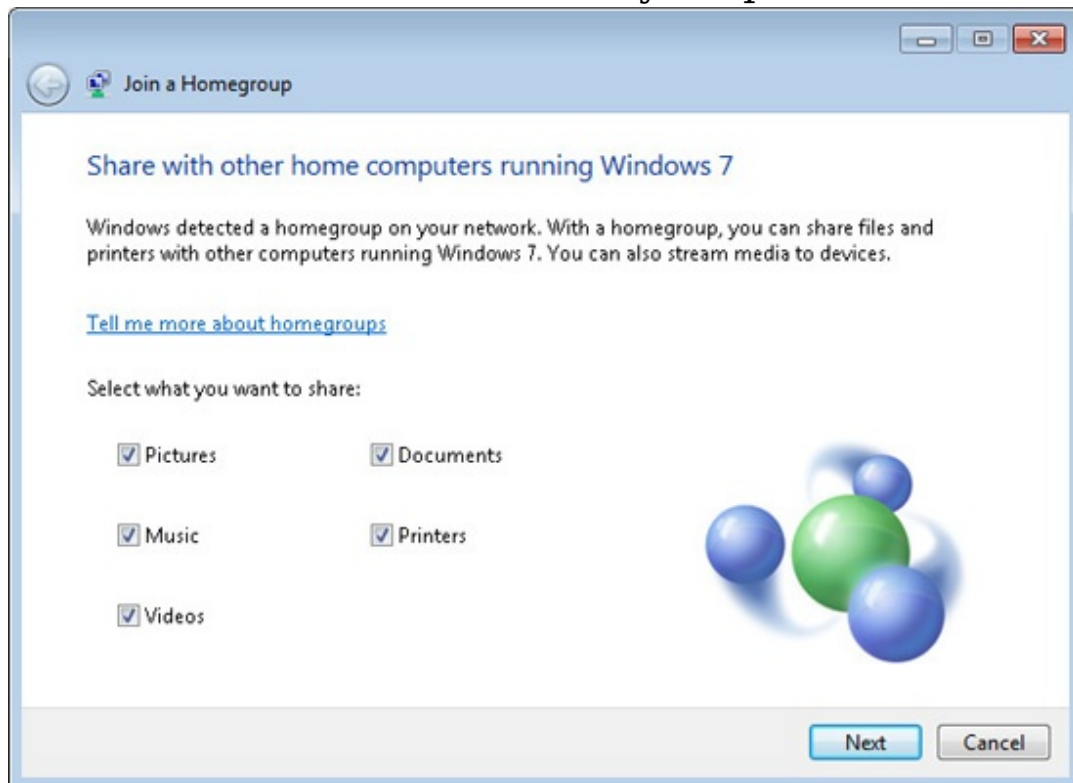 Join a Homegroup
Share with other home computers running Windows 7
Windows detected a homegroup on your network. With a homegroup, you can share files and
printers with other computers running Windows 7. You can also stream media to devices.
Tell me more about homegroups
Select what you want to share:
Pictures Documents
Music Printers
Videos
Next Cancel